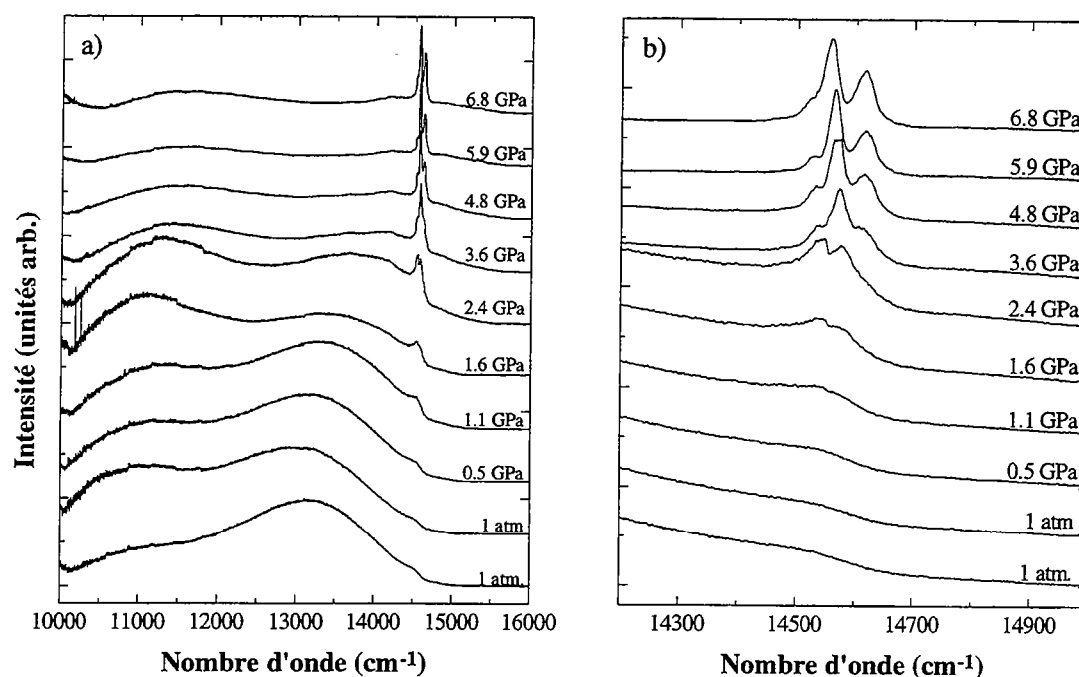 a)
6.8 GPa
5.9 GPa
4.8 GPa
3.6 GPa
2.4 GPa
1.6 GPa
1.1 GPa
0.5 GPa
1 atm
1 atm.
10000 11000 12000 13000 14000 15000 16000
Nombre d'onde (cm-1)
Intensité (unités arb.)
b)
6.8 GPa
5.9 GPa
4.8 GPa
3.6 GPa
2.4 GPa
1.6 GPa
1.1 GPa
0.5 GPa
1 atm
1 atm.
14300 14500 14700 14900
Nombre d'onde (cm-1)